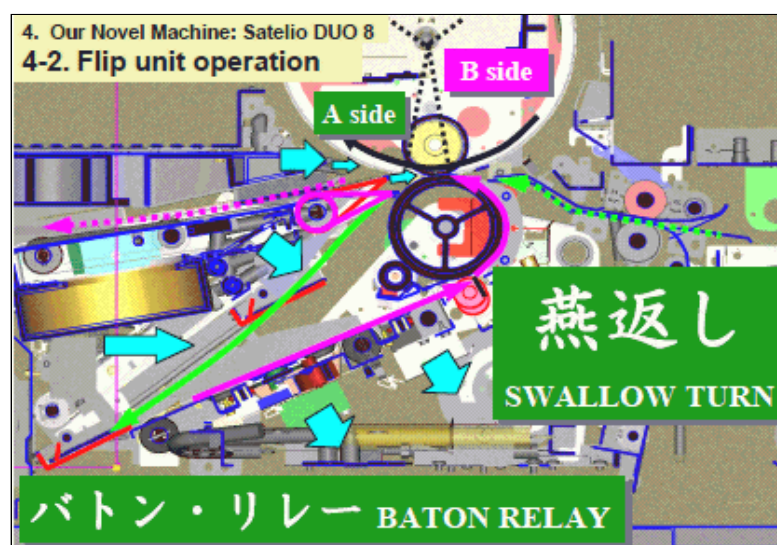 4. Our Novel Machine: Satelio DUO 8
4-2. Flip unit operation
B side
A side
燕返し
SWALLOW TURN
バトン・リレー BATON RELAY